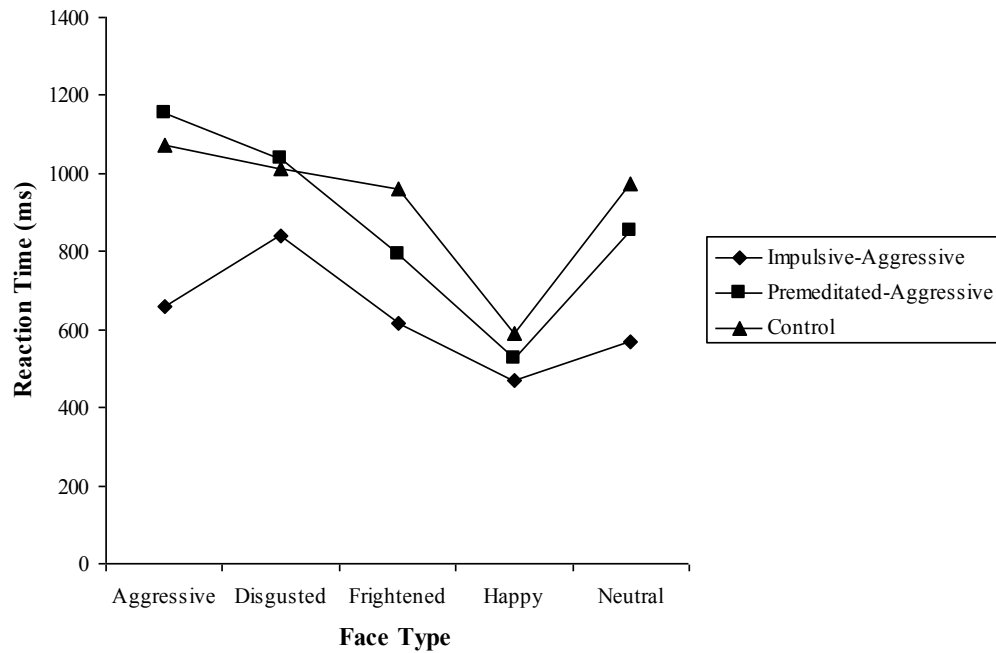 1400
1200
1000
800
600
400
200
0
Reaction Time (ms)
Aggressive Disgusted Frightened Happy Neutral
Face Type
Impulsive-Aggressive
Premeditated-Aggressive
Control